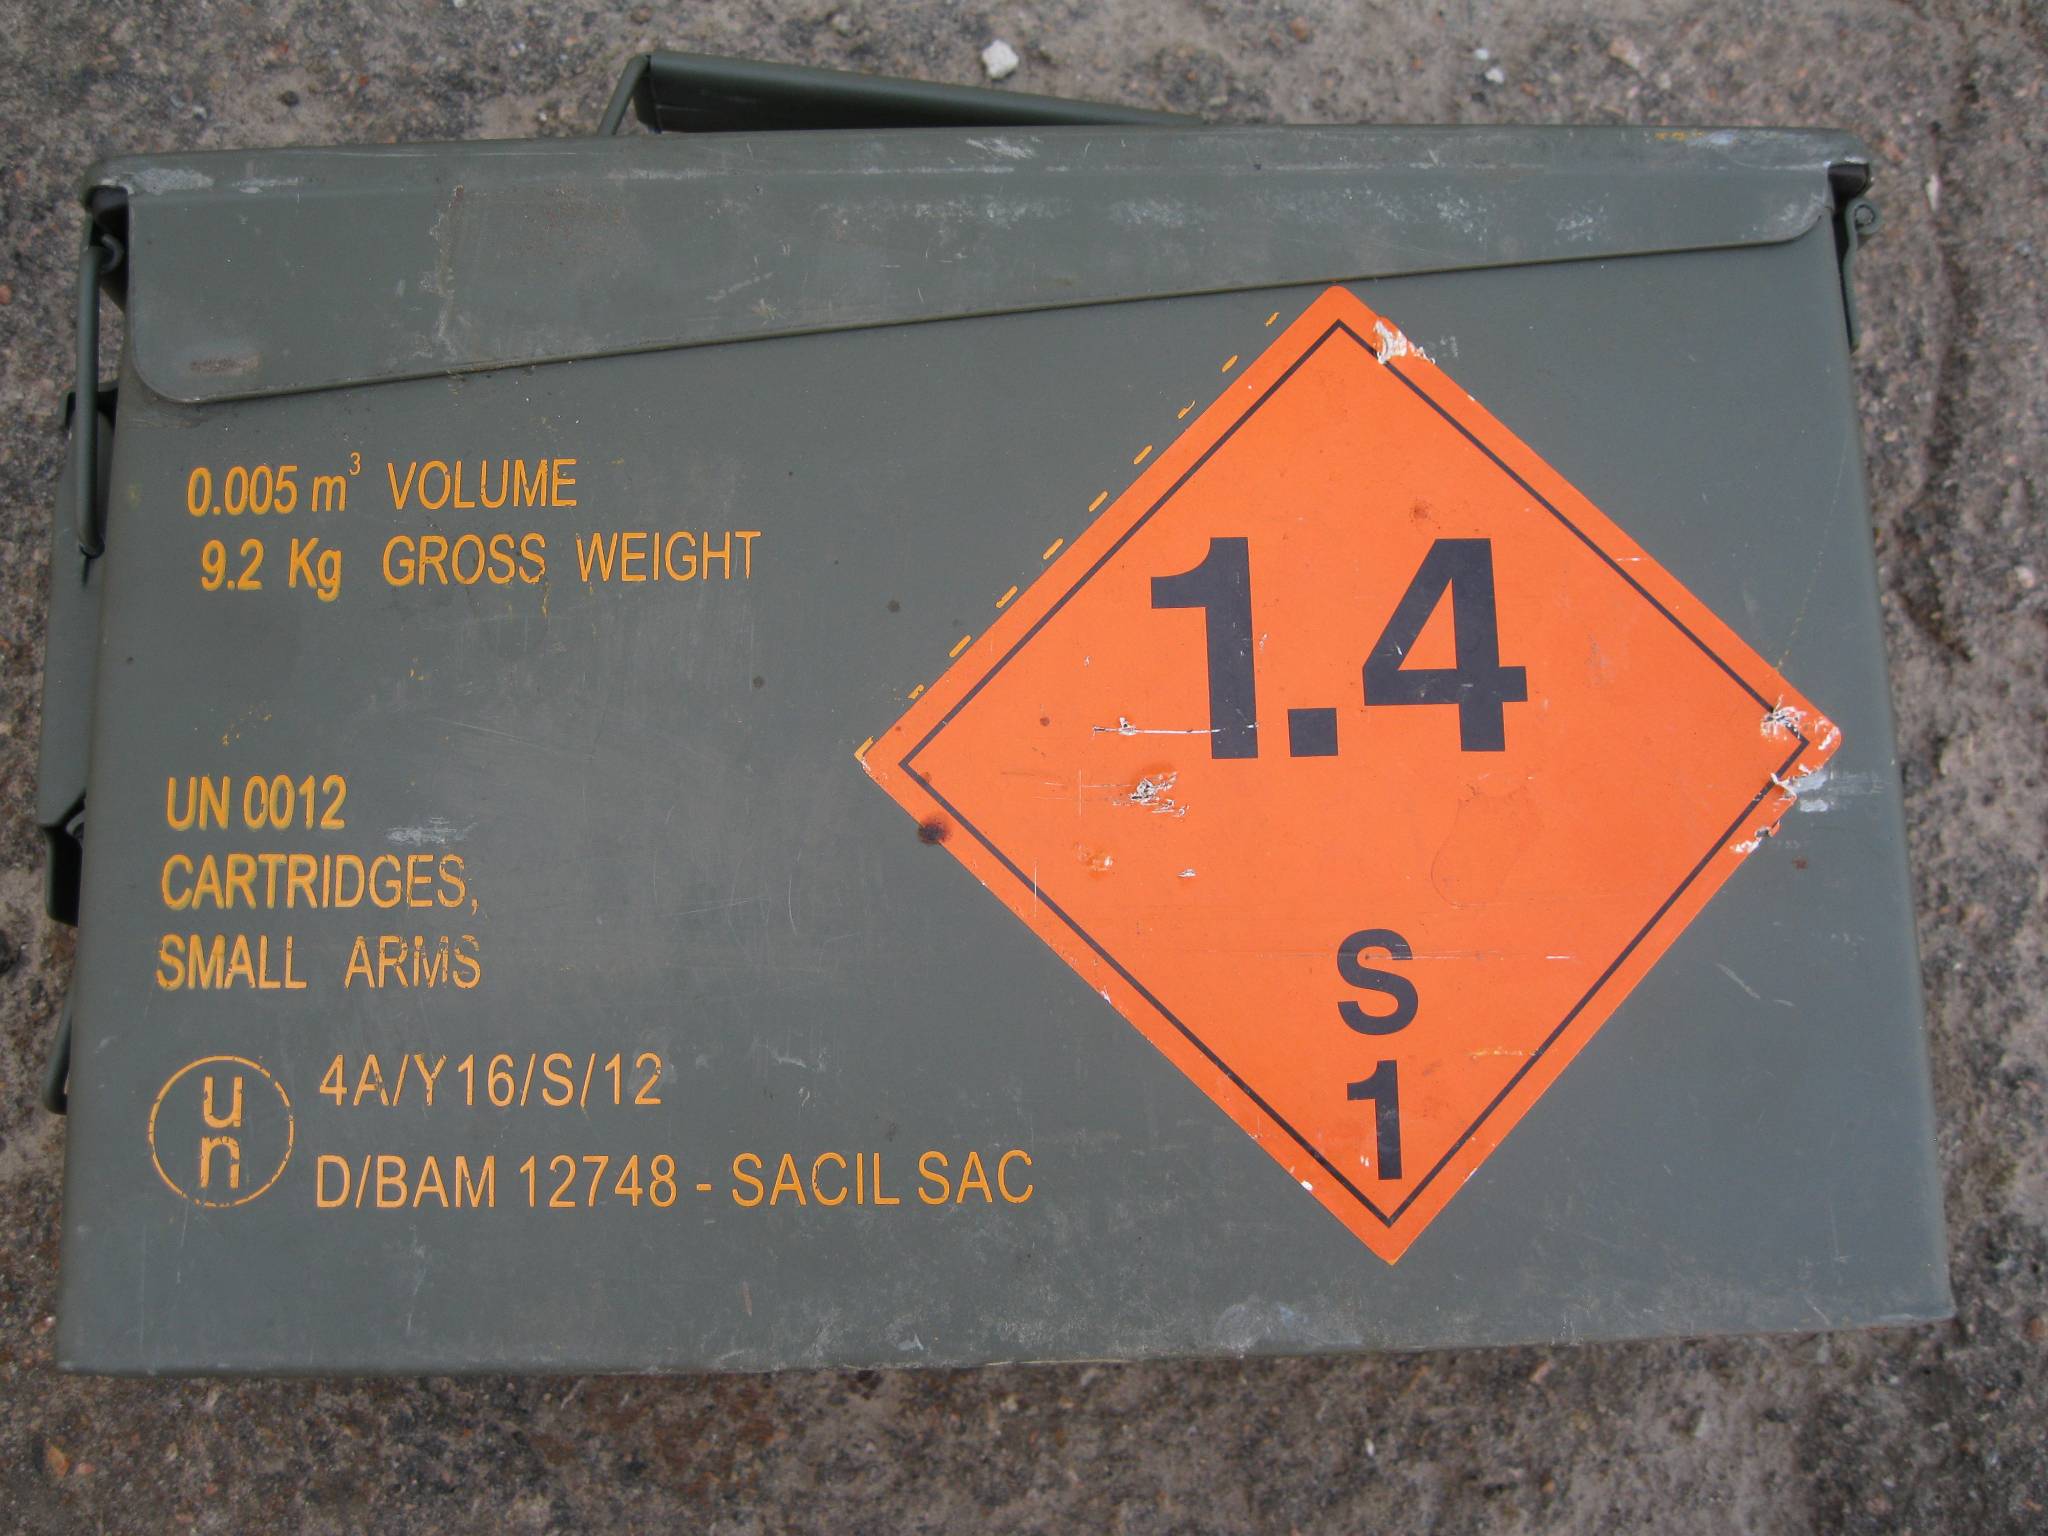 0.005 m³ VOLUME
9.2 Kg GROSS WEIGHT
UN 0012
CARTRIDGES,
SMALL ARMS
un
4A/Y16/S/12
D/BAM 12748 - SACIL SAC
1.4
S
1